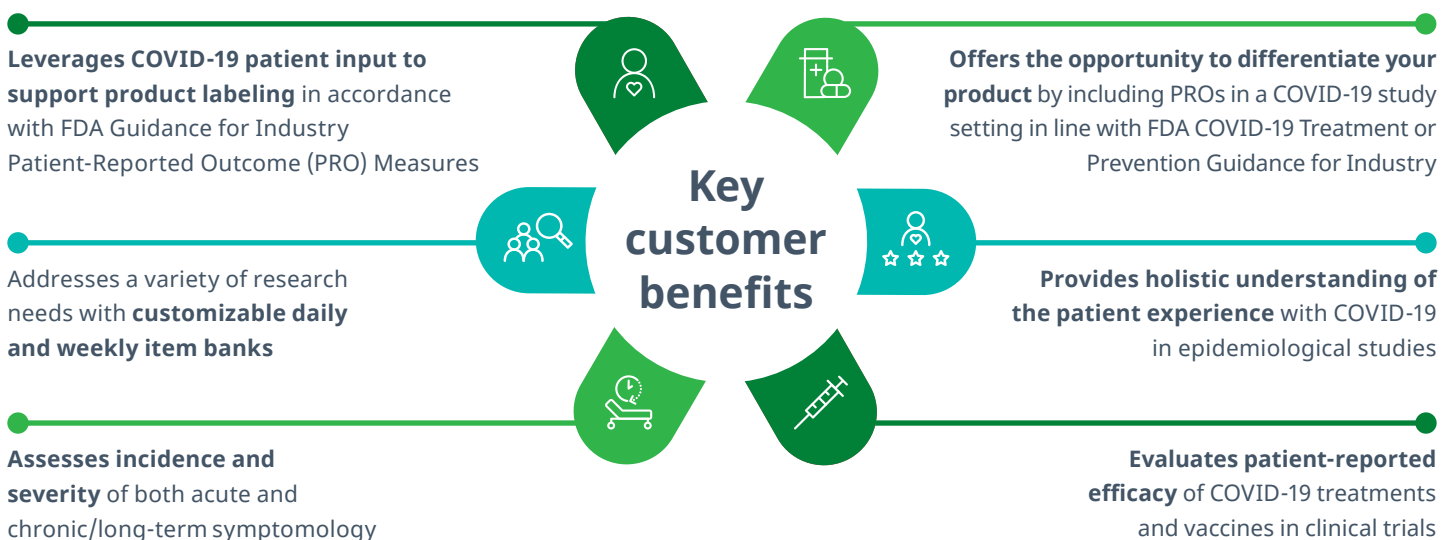 Leverages COVID-19 patient input to
support product labeling in accordance
with FDA Guidance for Industry
Patient-Reported Outcome (PRO) Measures
Addresses a variety of research
needs with customizable daily
and weekly item banks
Assesses incidence and
severity of both acute and
chronic/long-term symptomology
Key
customer
benefits
Offers the opportunity to differentiate your
product by including PROs in a COVID-19 study
setting in line with FDA COVID-19 Treatment or
Prevention Guidance for Industry
Provides holistic understanding of
the patient experience with COVID-19
in epidemiological studies
Evaluates patient-reported
efficacy of COVID-19 treatments
and vaccines in clinical trials